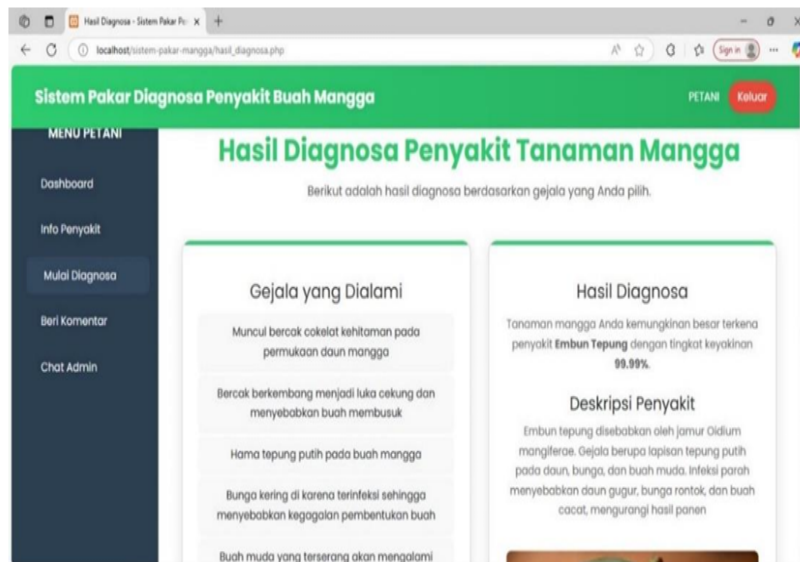 Hasil Diagnosa - Sistem Pakar Pe
localhost/sistem-pakar-mangga/hasil_diagnosa.php
Sign in
Sistem Pakar Diagnosa Penyakit Buah Mangga
PETANI
Keluar
MENU PETANI
Dashboard
Info Penyakit
Mulai Diagnosa
Beri Komentar
Chat Admin
Hasil Diagnosa Penyakit Tanaman Mangga
Berikut adalah hasil diagnosa berdasarkan gejala yang Anda pilih.
Gejala yang Dialami
Muncul bercak cokelat kehitaman pada
permukaan daun mangga
Bercak berkembang menjadi luka cekung dan
menyebabkan buah membusuk
Hama tepung putih pada buah mangga
Bunga kering di karena terinfeksi sehingga
menyebabkan kegagalan pembentukan buah
Buah muda yang terserang akan mengalami
Hasil Diagnosa
Tanaman mangga Anda kemungkinan besar terkena
penyakit Embun Tepung dengan tingkat keyakinan
99.99%.
Deskripsi Penyakit
Embun tepung disebabkan oleh jamur Oidium
mangiferae. Gejala berupa lapisan tepung putih
pada daun, bunga, dan buah muda. Infeksi parah
menyebabkan daun gugur, bunga rontok, dan buah
cacat, mengurangi hasil panen